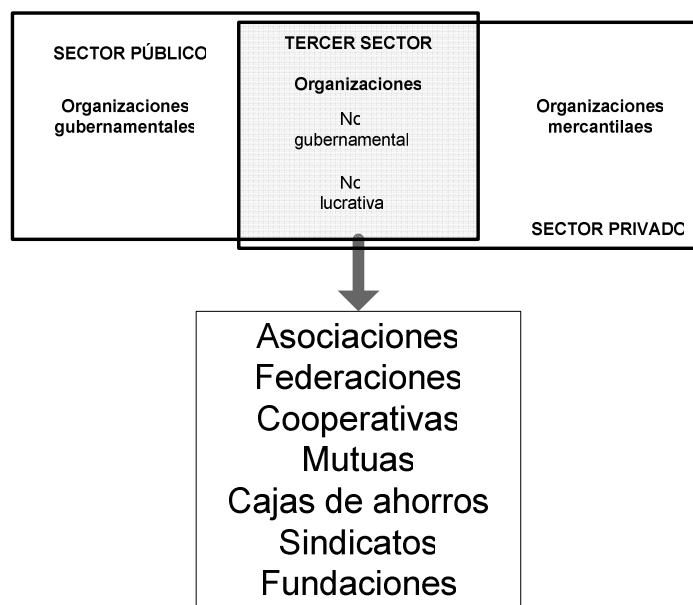 SECTOR PÚBLICO
Organizaciones
gubernamentales
TERCER SECTOR
Organizaciones
No
gubernamental
No
lucrativa
Organizaciones
mercantilaes
SECTOR PRIVADO
Asociaciones
Federaciones
Cooperativas
Mutuas
Cajas de ahorros
Sindicatos
Fundaciones